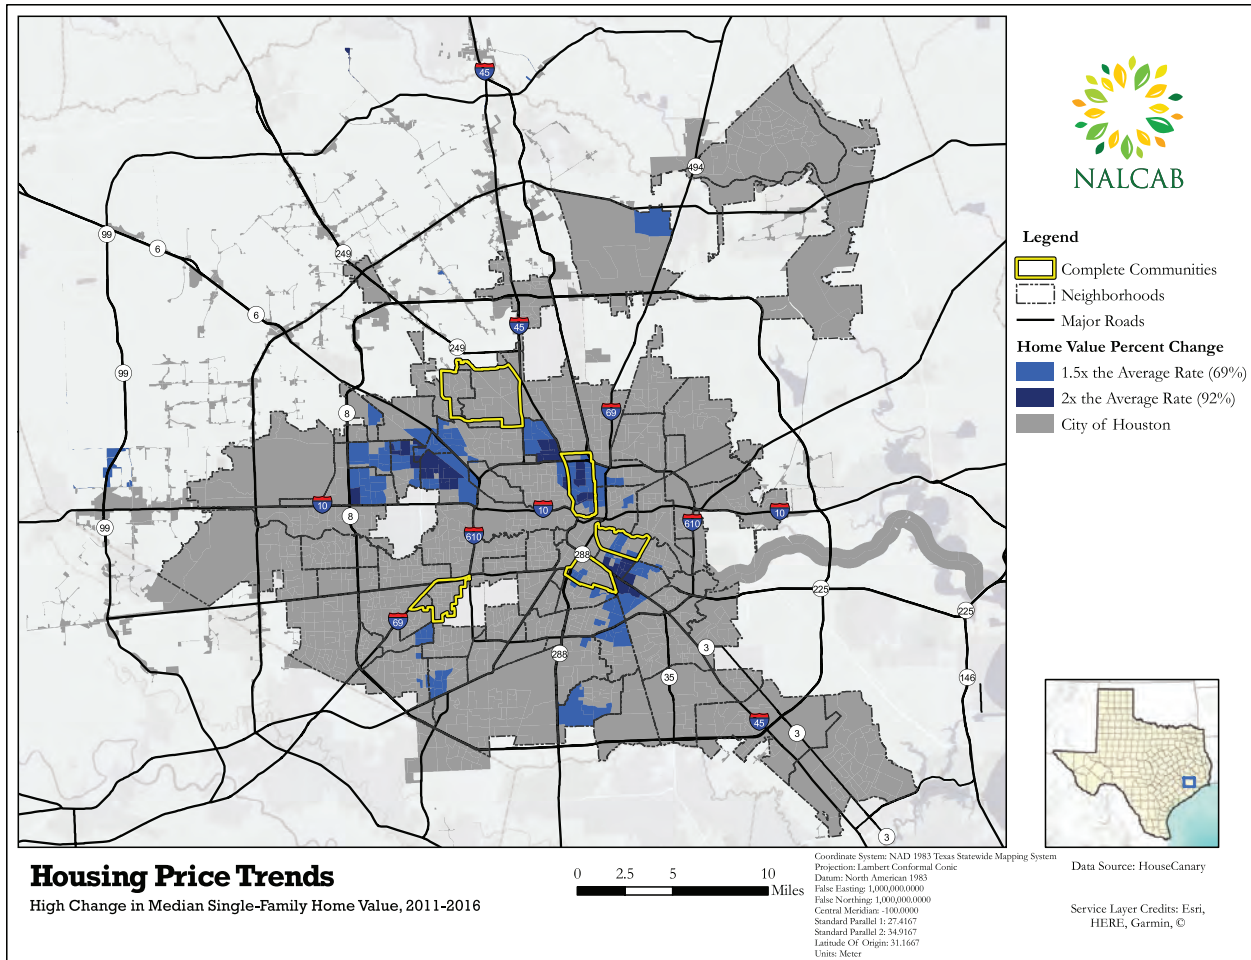 45
494
99
6
249
6
45
249
99
8
69
10
8
10
10
610
610
99
288
225
225
69
3
288
35
146
45
3
3
NALCAB
Legend
Complete Communities
Neighborhoods
Major Roads
Home Value Percent Change
1.5x the Average Rate (69%)
2x the Average Rate (92%)
City of Houston
Housing Price Trends
High Change in Median Single-Family Home Value, 2011-2016
0 2.5 5 10
Miles
Coordinate System: NAD 1983 Texas Statewide Mapping System
Projection: Lambert Conformal Conic
Datum: North American 1983
False Easting: 1,000,000.0000
False Northing: 1,000,000.0000
Central Meridian: -100.0000
Standard Parallel 1: 27.4167
Standard Parallel 2: 34.9167
Latitude Of Origin: 31.1667
Units: Meter
Data Source: HouseCanary
Service Layer Credits: Esri,
HERE, Garmin, ©